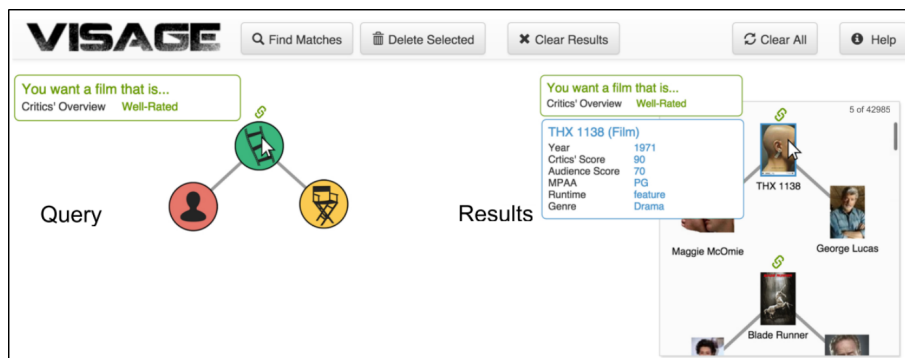 VISAGE
Find Matches
Delete Selected
Clear Results
Clear All
Help
You want a film that is...
Critics' Overview Well-Rated
Query
Results
You want a film that is...
Critics' Overview Well-Rated
5 of 42985
THX 1138 (Film)
Year 1971
Crtics' Score 90
Audience Score 70
MPAA PG
Runtime feature
Genre Drama
THX 1138
Maggie McOmie
George Lucas
Blade Runner